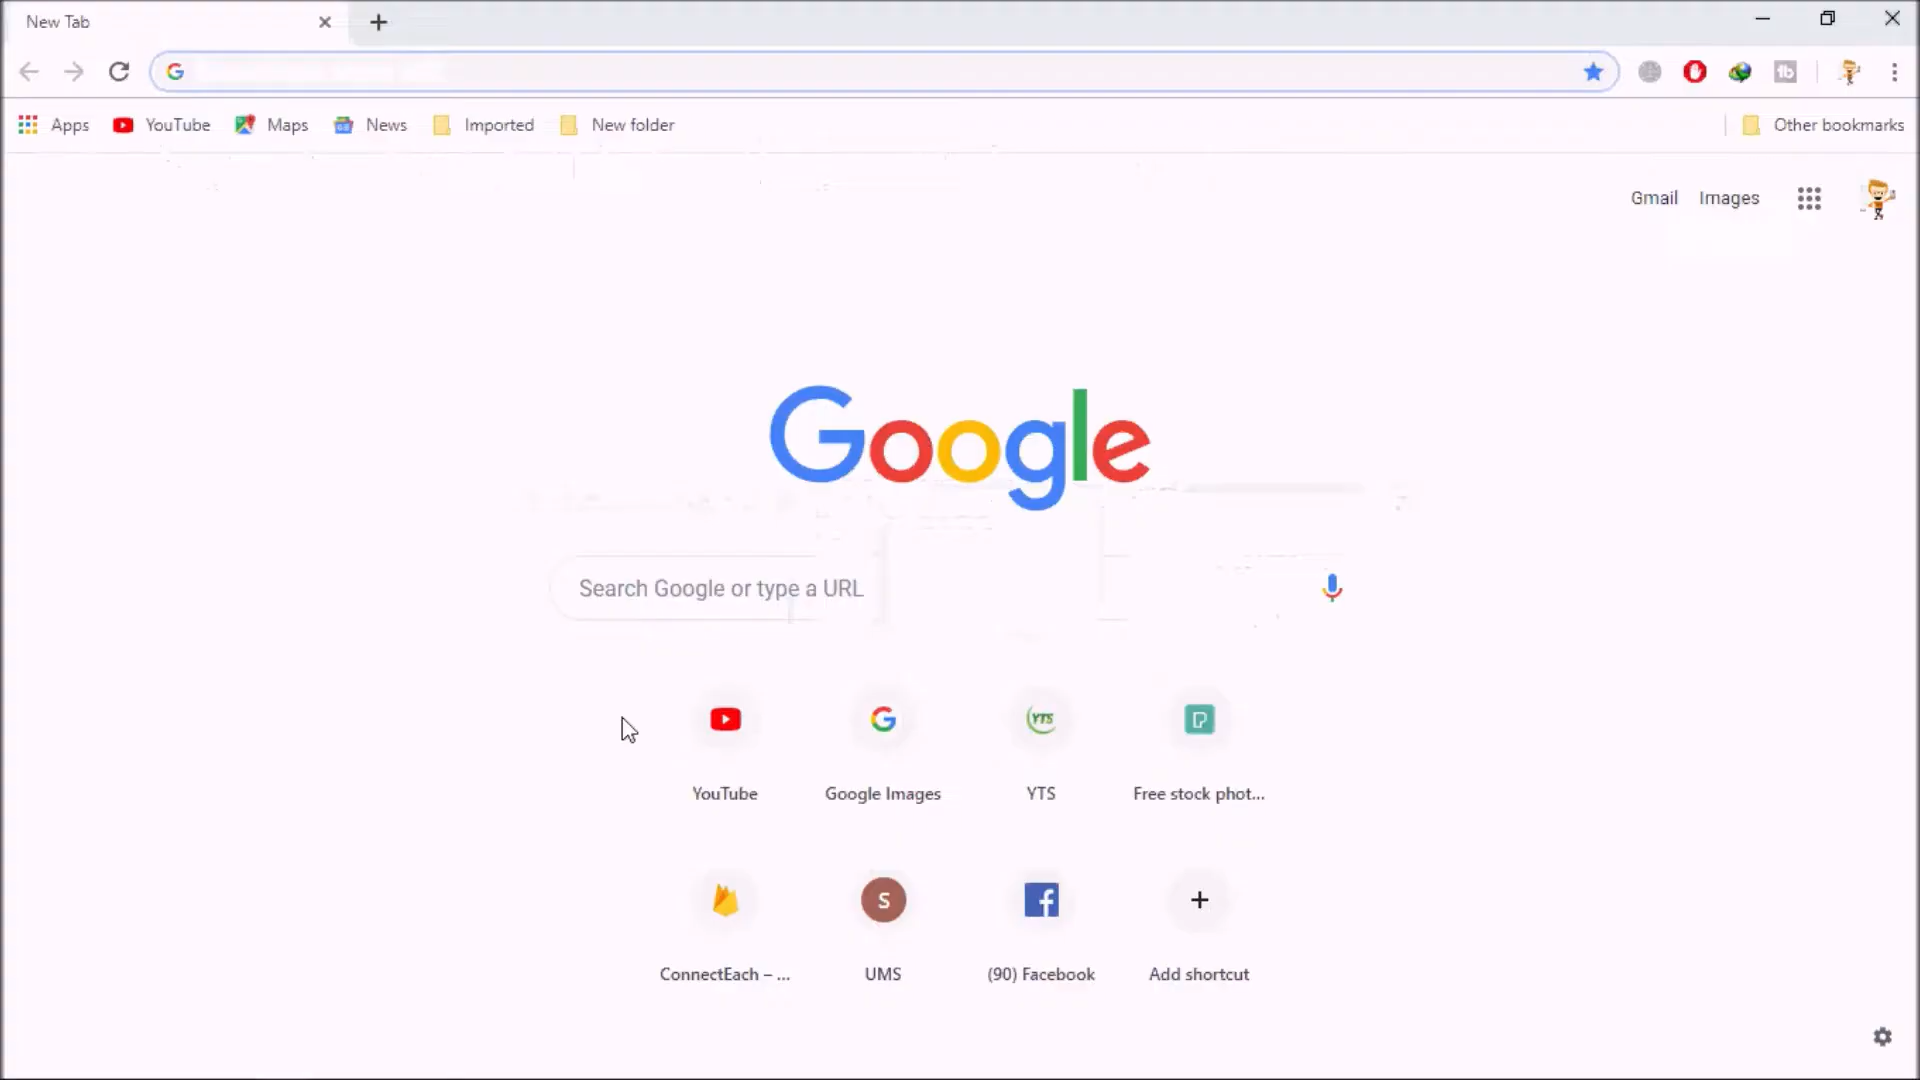 New Tab
Apps YouTube Maps News Imported New folder Other bookmarks
Gmail Images
Google
Search Google or type a URL
YTS
YouTube Google Images YTS Free stock phot...
S
ConnectEach – ... UMS (90) Facebook Add shortcut